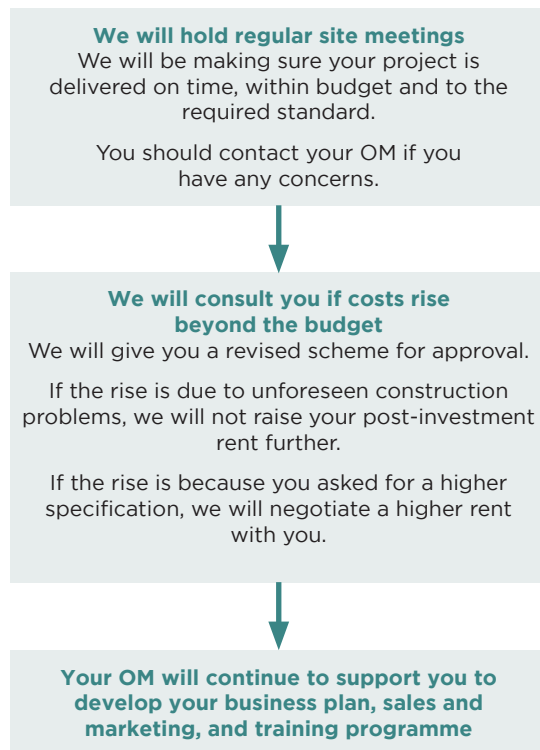 We will hold regular site meetings
We will be making sure your project is
delivered on time, within budget and to the
required standard.
You should contact your OM if you
have any concerns.
We will consult you if costs rise
beyond the budget
We will give you a revised scheme for approval.
If the rise is due to unforeseen construction
problems, we will not raise your post-investment
rent further.
If the rise is because you asked for a higher
specification, we will negotiate a higher rent
with you.
Your OM will continue to support you to
develop your business plan, sales and
marketing, and training programme